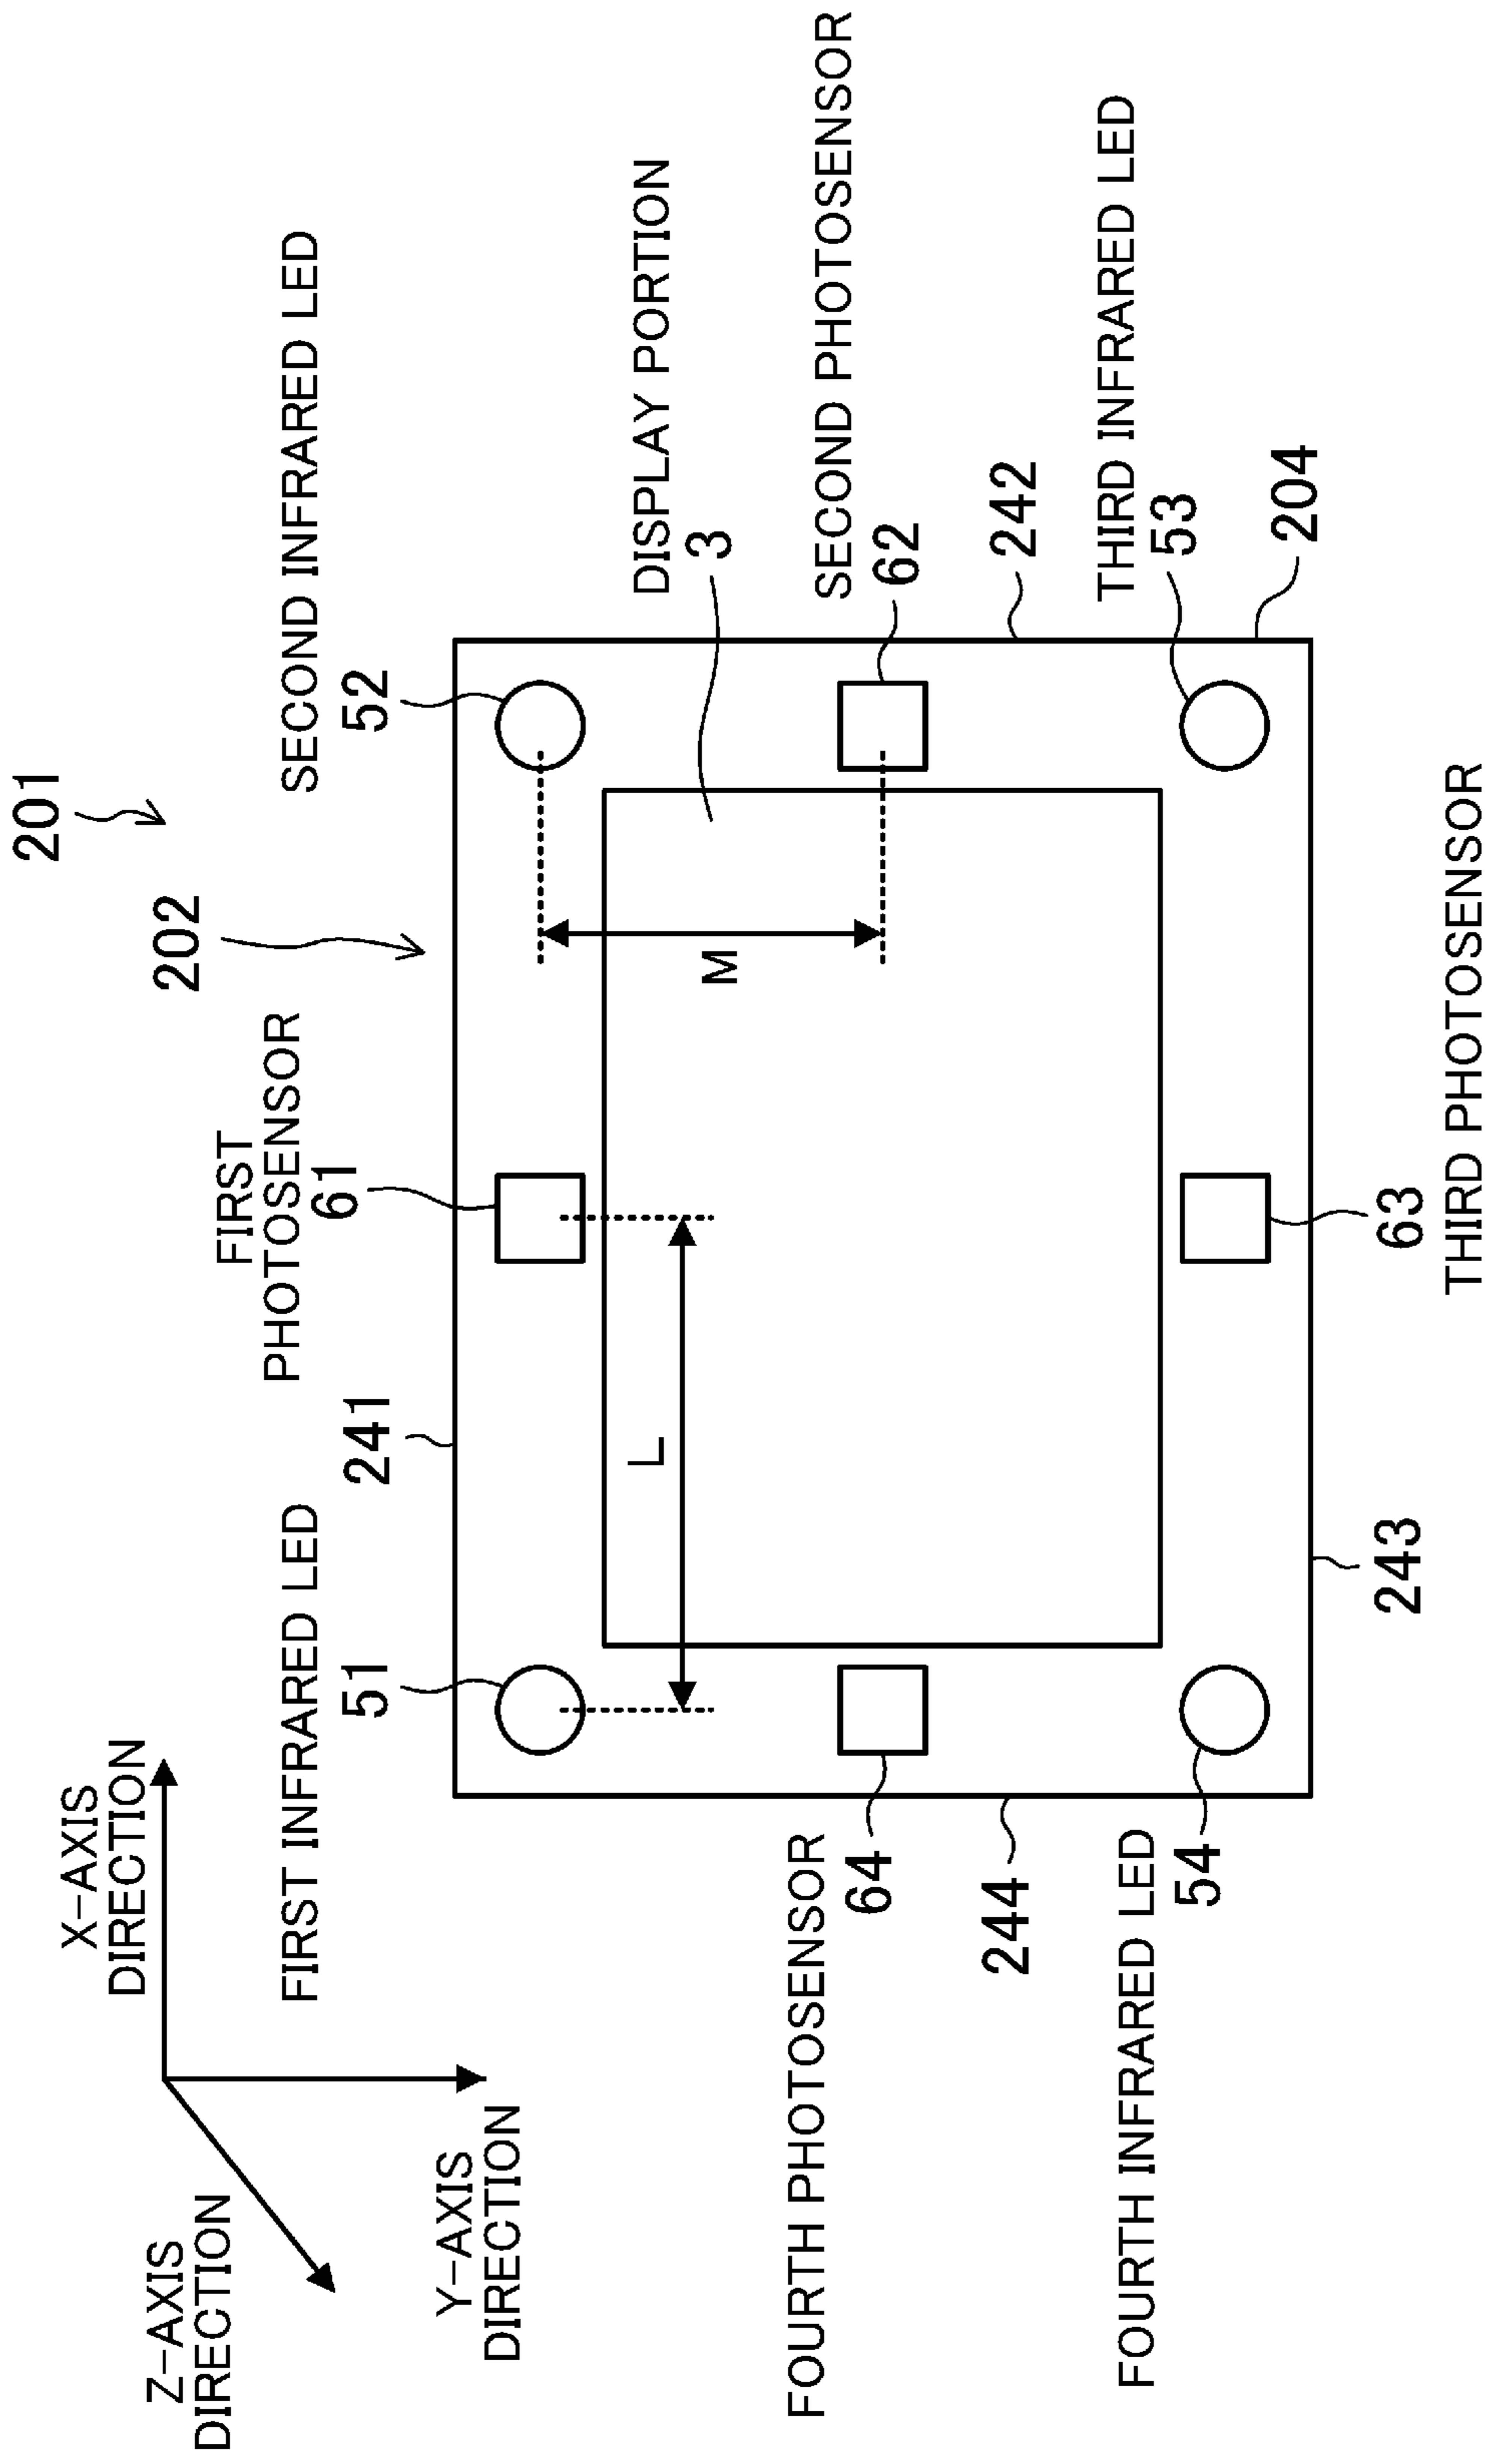 201
202
X-AXIS
DIRECTION
Z-AXIS
DIRECTION
Y-AXIS
DIRECTION
FIRST INFRARED LED
51
241
FIRST
PHOTOSENSOR
61
SECOND INFRARED LED
52
DISPLAY PORTION
3
L
M
SECOND PHOTOSENSOR
62
FOURTH PHOTOSENSOR
64
242
244
THIRD INFRARED LED
53
FOURTH INFRARED LED
54
204
243
63
THIRD PHOTOSENSOR